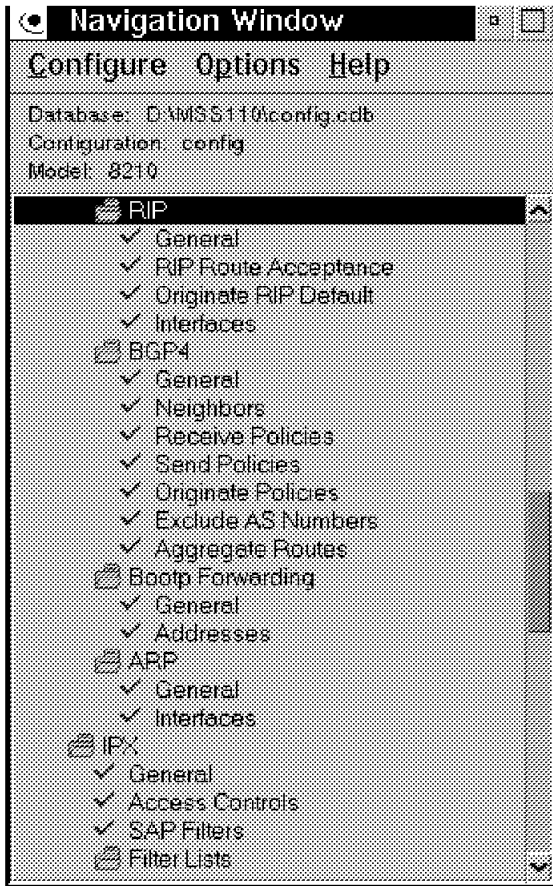 Navigation Window
Configure Options Help
Database: D:\MSS110\config.cdb
Configuration: config
Model: 8210
RIP
General
RIP Route Acceptance
Originate RIP Default
Interfaces
BGP4
General
Neighbors
Receive Policies
Send Policies
Originate Policies
Exclude AS Numbers
Aggregate Routes
Bootp Forwarding
General
Addresses
ARP
General
Interfaces
IPX
General
Access Controls
SAP Filters
Filter Lists